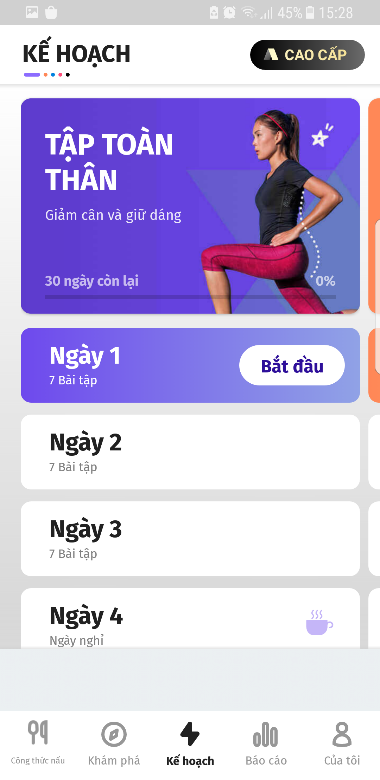 45% 15:28
KẾ HOẠCH
CAO CẤP
TẬP TOÀN
THÂN
Giảm cân và giữ dáng
30 ngày còn lại 0%
Ngày 1
7 Bài tập
Bắt đầu
Ngày 2
7 Bài tập
Ngày 3
7 Bài tập
Ngày 4
Ngày nghỉ
Công thức nấu Khám phá Kế hoạch Báo cáo Của tôi